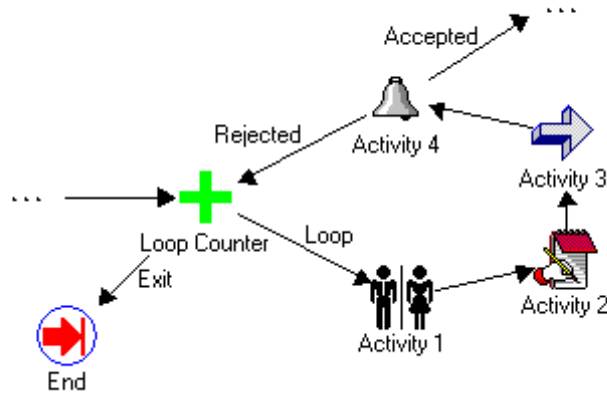 ...
Accepted
Rejected
Activity 4
Activity 3
...
Loop Counter
Loop
Exit
Activity 2
Activity 1
End